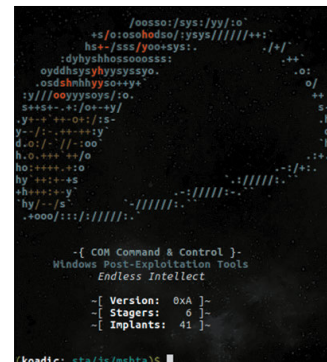 -{ COM Command & Control }-
Windows Post-Exploitation Tools
Endless Intellect
~[ Version: 0xA ]~
~[ Stagers: 6 ]~
~[ Implants: 41 ]~
(koadic: sta/js/mshta)$